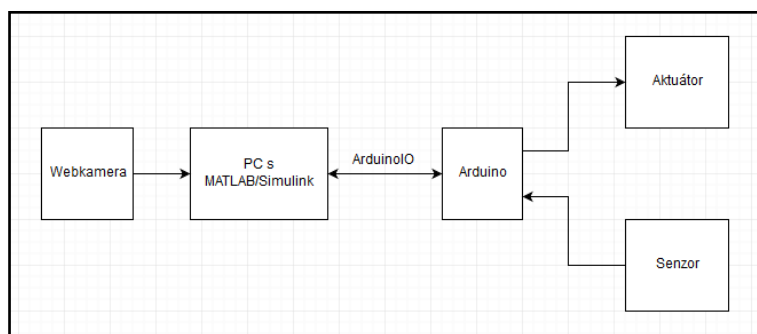 Aktuátor
Webkamera
PC s
MATLAB/Simulink
ArduinoIO
Arduino
Senzor